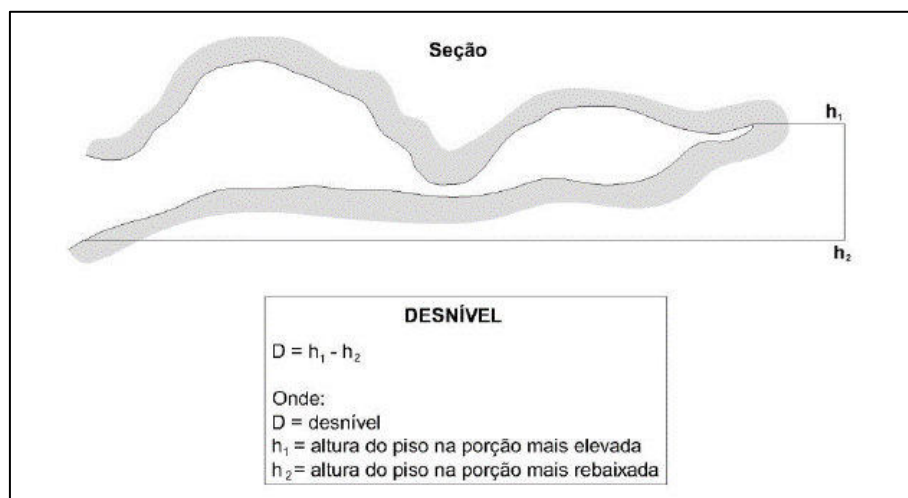 Seção
h₁
h₂
DESNÍVEL
D = h₁ - h₂
Onde:
D = desnível
h₁ = altura do piso na porção mais elevada
h₂ = altura do piso na porção mais rebaixada